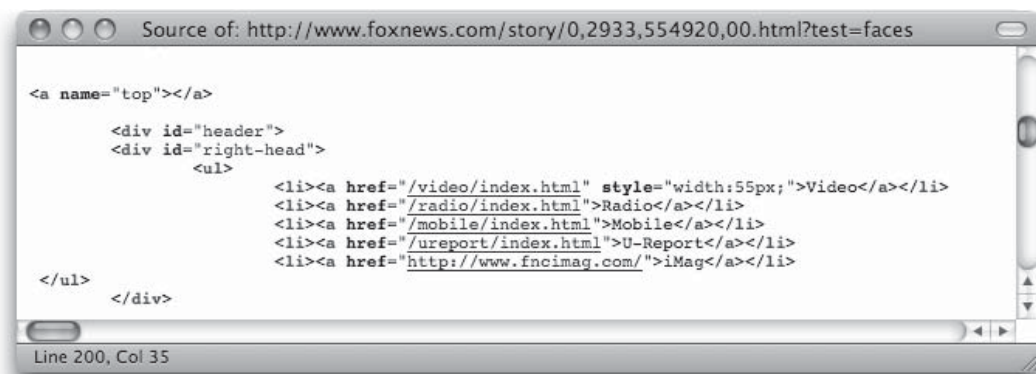 Source of: http://www.foxnews.com/story/0,2933,554920,00.html?test=faces
<a name="top"></a>
<div id="header">
<div id="right-head">
<ul>
<li><a href="/video/index.html" style="width:55px;">Video</a></li>
<li><a href="/radio/index.html">Radio</a></li>
<li><a href="/mobile/index.html">Mobile</a></li>
<li><a href="/ureport/index.html">U-Report</a></li>
<li><a href="http://www.fncimag.com/">iMag</a></li>
</ul>
</div>
Line 200, Col 35